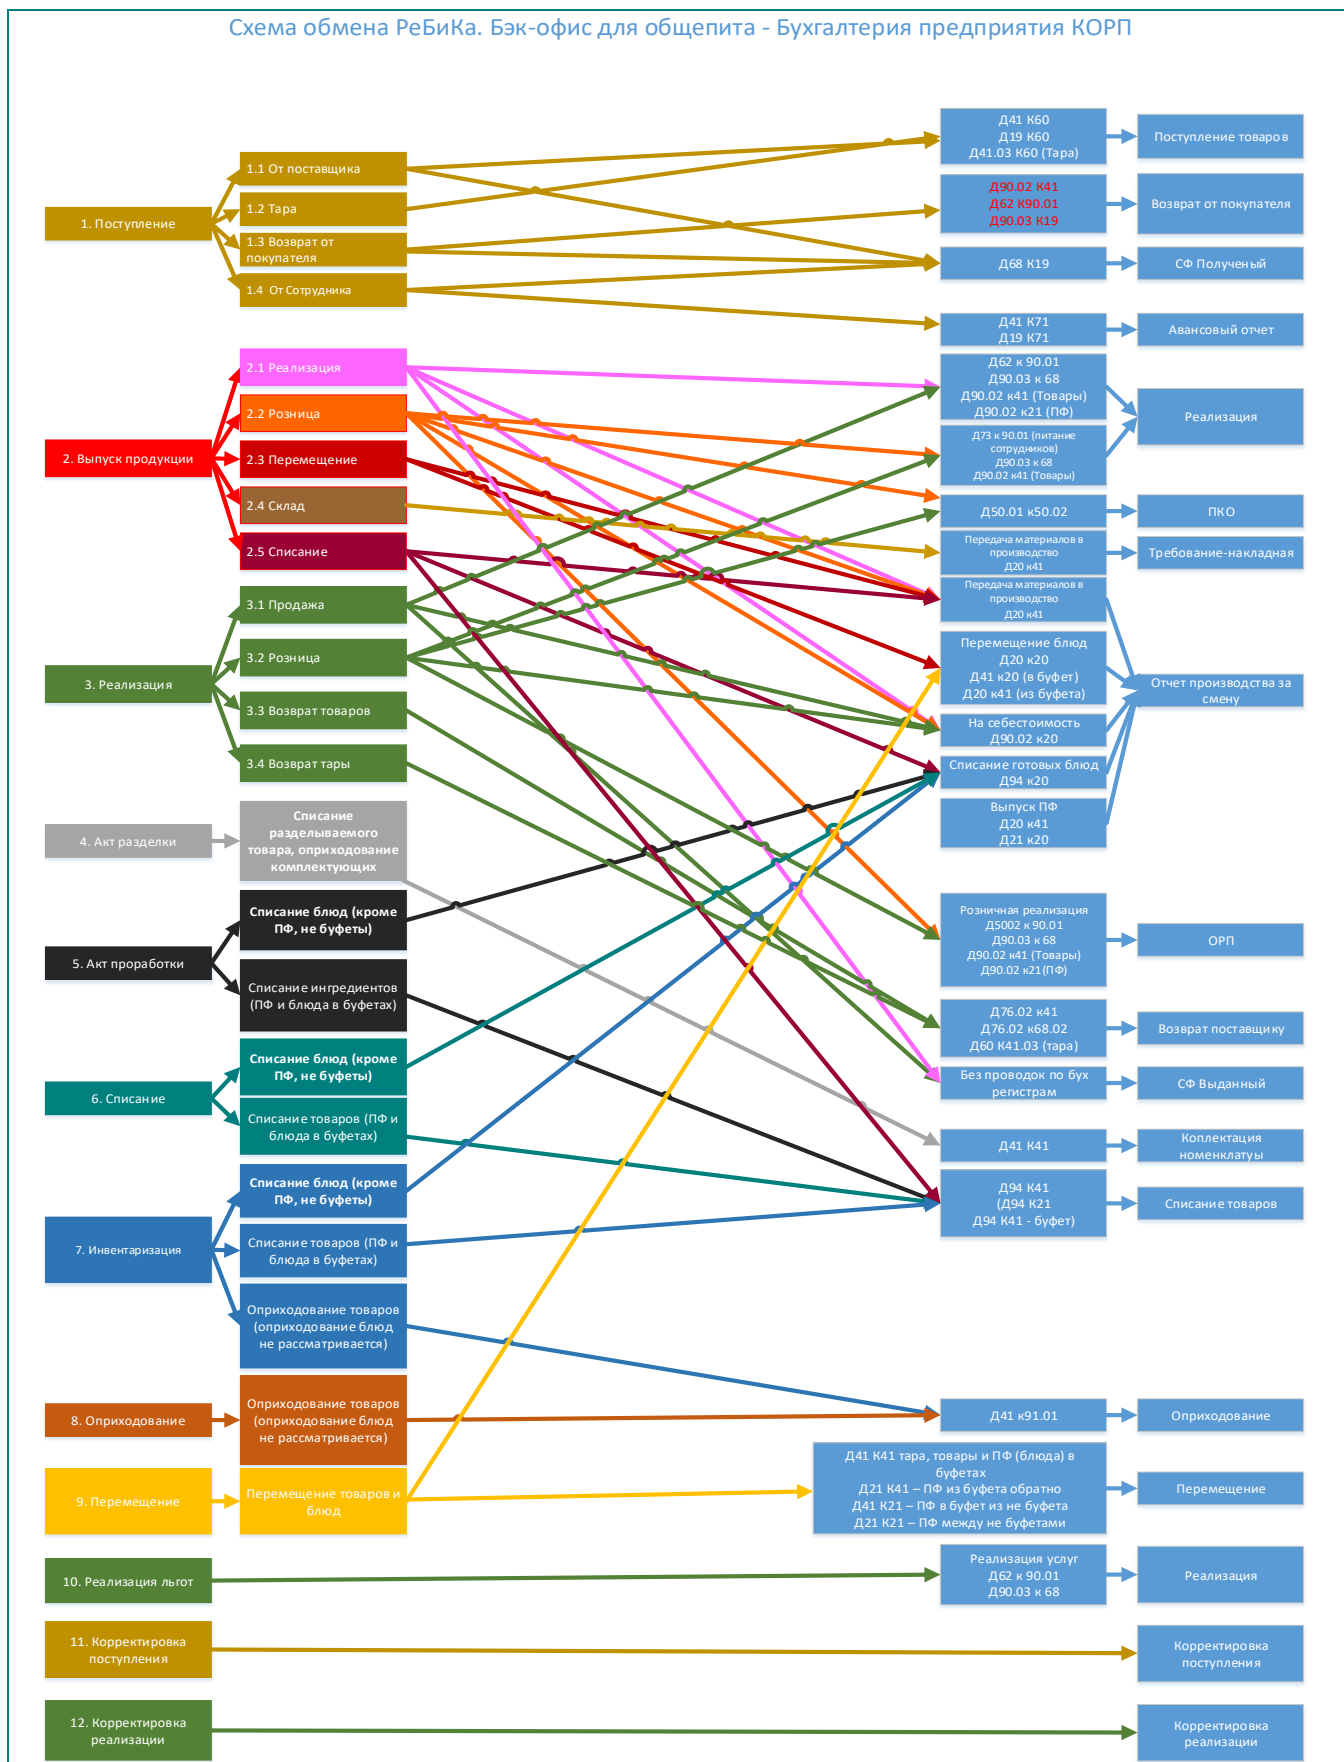 Схема обмена РеБиКа. Бэк-офис для общепита - Бухгалтерия предприятия КОРП
1. Поступление
1.1 От поставщика
1.2 Тара
1.3 Возврат от
покупателя
1.4 От Сотрудника
Д41 К60
Д19 К60
Д41.03 К60 (Тара)
Поступление товаров
Д90.02 К41
Д62 К90.01
Д90.03 К19
Возврат от покупателя
Д68 К19
СФ Полученый
Д41 К71
Д19 К71
Авансовый отчет
2. Выпуск продукции
2.1 Реализация
2.2 Розница
2.3 Перемещение
2.4 Склад
2.5 Списание
Д62 к 90.01
Д90.03 к 68
Д90.02 к41 (Товары)
Д90.02 к21 (ПФ)
Д73 к 90.01 (питание
сотрудников)
Д90.03 к 68
Д90.02 к41 (Товары)
Реализация
Д50.01 к50.02
ПКО
Передача материалов в
производство
Д20 к41
Требование-накладная
Передача материалов в
производство
Д20 к41
3. Реализация
3.1 Продажа
3.2 Розница
3.3 Возврат товаров
3.4 Возврат тары
Перемещение блюд
Д20 к20
Д41 к20 (в буфет)
Д20 к41 (из буфета)
На себестоимость
Д90.02 к20
Списание готовых блюд
Д94 к20
Выпуск ПФ
Д20 к41
Д21 к20
Отчет производства за
смену
4. Акт разделки
Списание
разделываемого
товара, оприходование
комплектующих
5. Акт проработки
Списание блюд (кроме
ПФ, не буфеты)
Списание ингредиентов
(ПФ и блюда в буфетах)
Розничная реализация
Д5002 к 90.01
Д90.03 к 68
Д90.02 к41 (Товары)
Д90.02 к21(ПФ)
ОРП
Д76.02 к41
Д76.02 к68.02
Д60 К41.03 (тара)
Возврат поставщику
6. Списание
Списание блюд (кроме
ПФ, не буфеты)
Списание товаров (ПФ и
блюда в буфетах)
Без проводок по бух
регистрам
СФ Выданный
Д41 К41
Коплектация
номенклатуы
7. Инвентаризация
Списание блюд (кроме
ПФ, не буфеты)
Списание товаров (ПФ и
блюда в буфетах)
Оприходование товаров
(оприходование блюд
не рассматривается)
Д94 К41
(Д94 К21
Д94 К41 - буфет)
Списание товаров
8. Оприходование
Оприходование товаров
(оприходование блюд
не рассматривается)
Д41 к91.01
Оприходование
9. Перемещение
Перемещение товаров и
блюд
Д41 К41 тара, товары и ПФ (блюда) в
буфетах
Д21 К41 – ПФ из буфета обратно
Д41 К21 – ПФ в буфет из не буфета
Д21 К21 – ПФ между не буфетами
Перемещение
10. Реализация льгот
Реализация услуг
Д62 к 90.01
Д90.03 к 68
Реализация
11. Корректировка
поступления
Корректировка
поступления
12. Корректировка
реализации
Корректировка
реализации